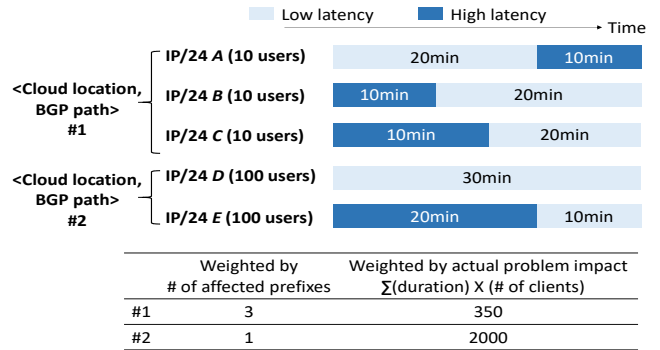 Low latency High latency
Time
<Cloud location, BGP path> #1
IP/24 A (10 users) 20min 10min
IP/24 B (10 users) 10min 20min
IP/24 C (10 users) 10min 20min
<Cloud location, BGP path> #2
IP/24 D (100 users) 30min
IP/24 E (100 users) 20min 10min
Weighted by # of affected prefixes
Weighted by actual problem impact ∑(duration) X (# of clients)
#1 3 350
#2 1 2000